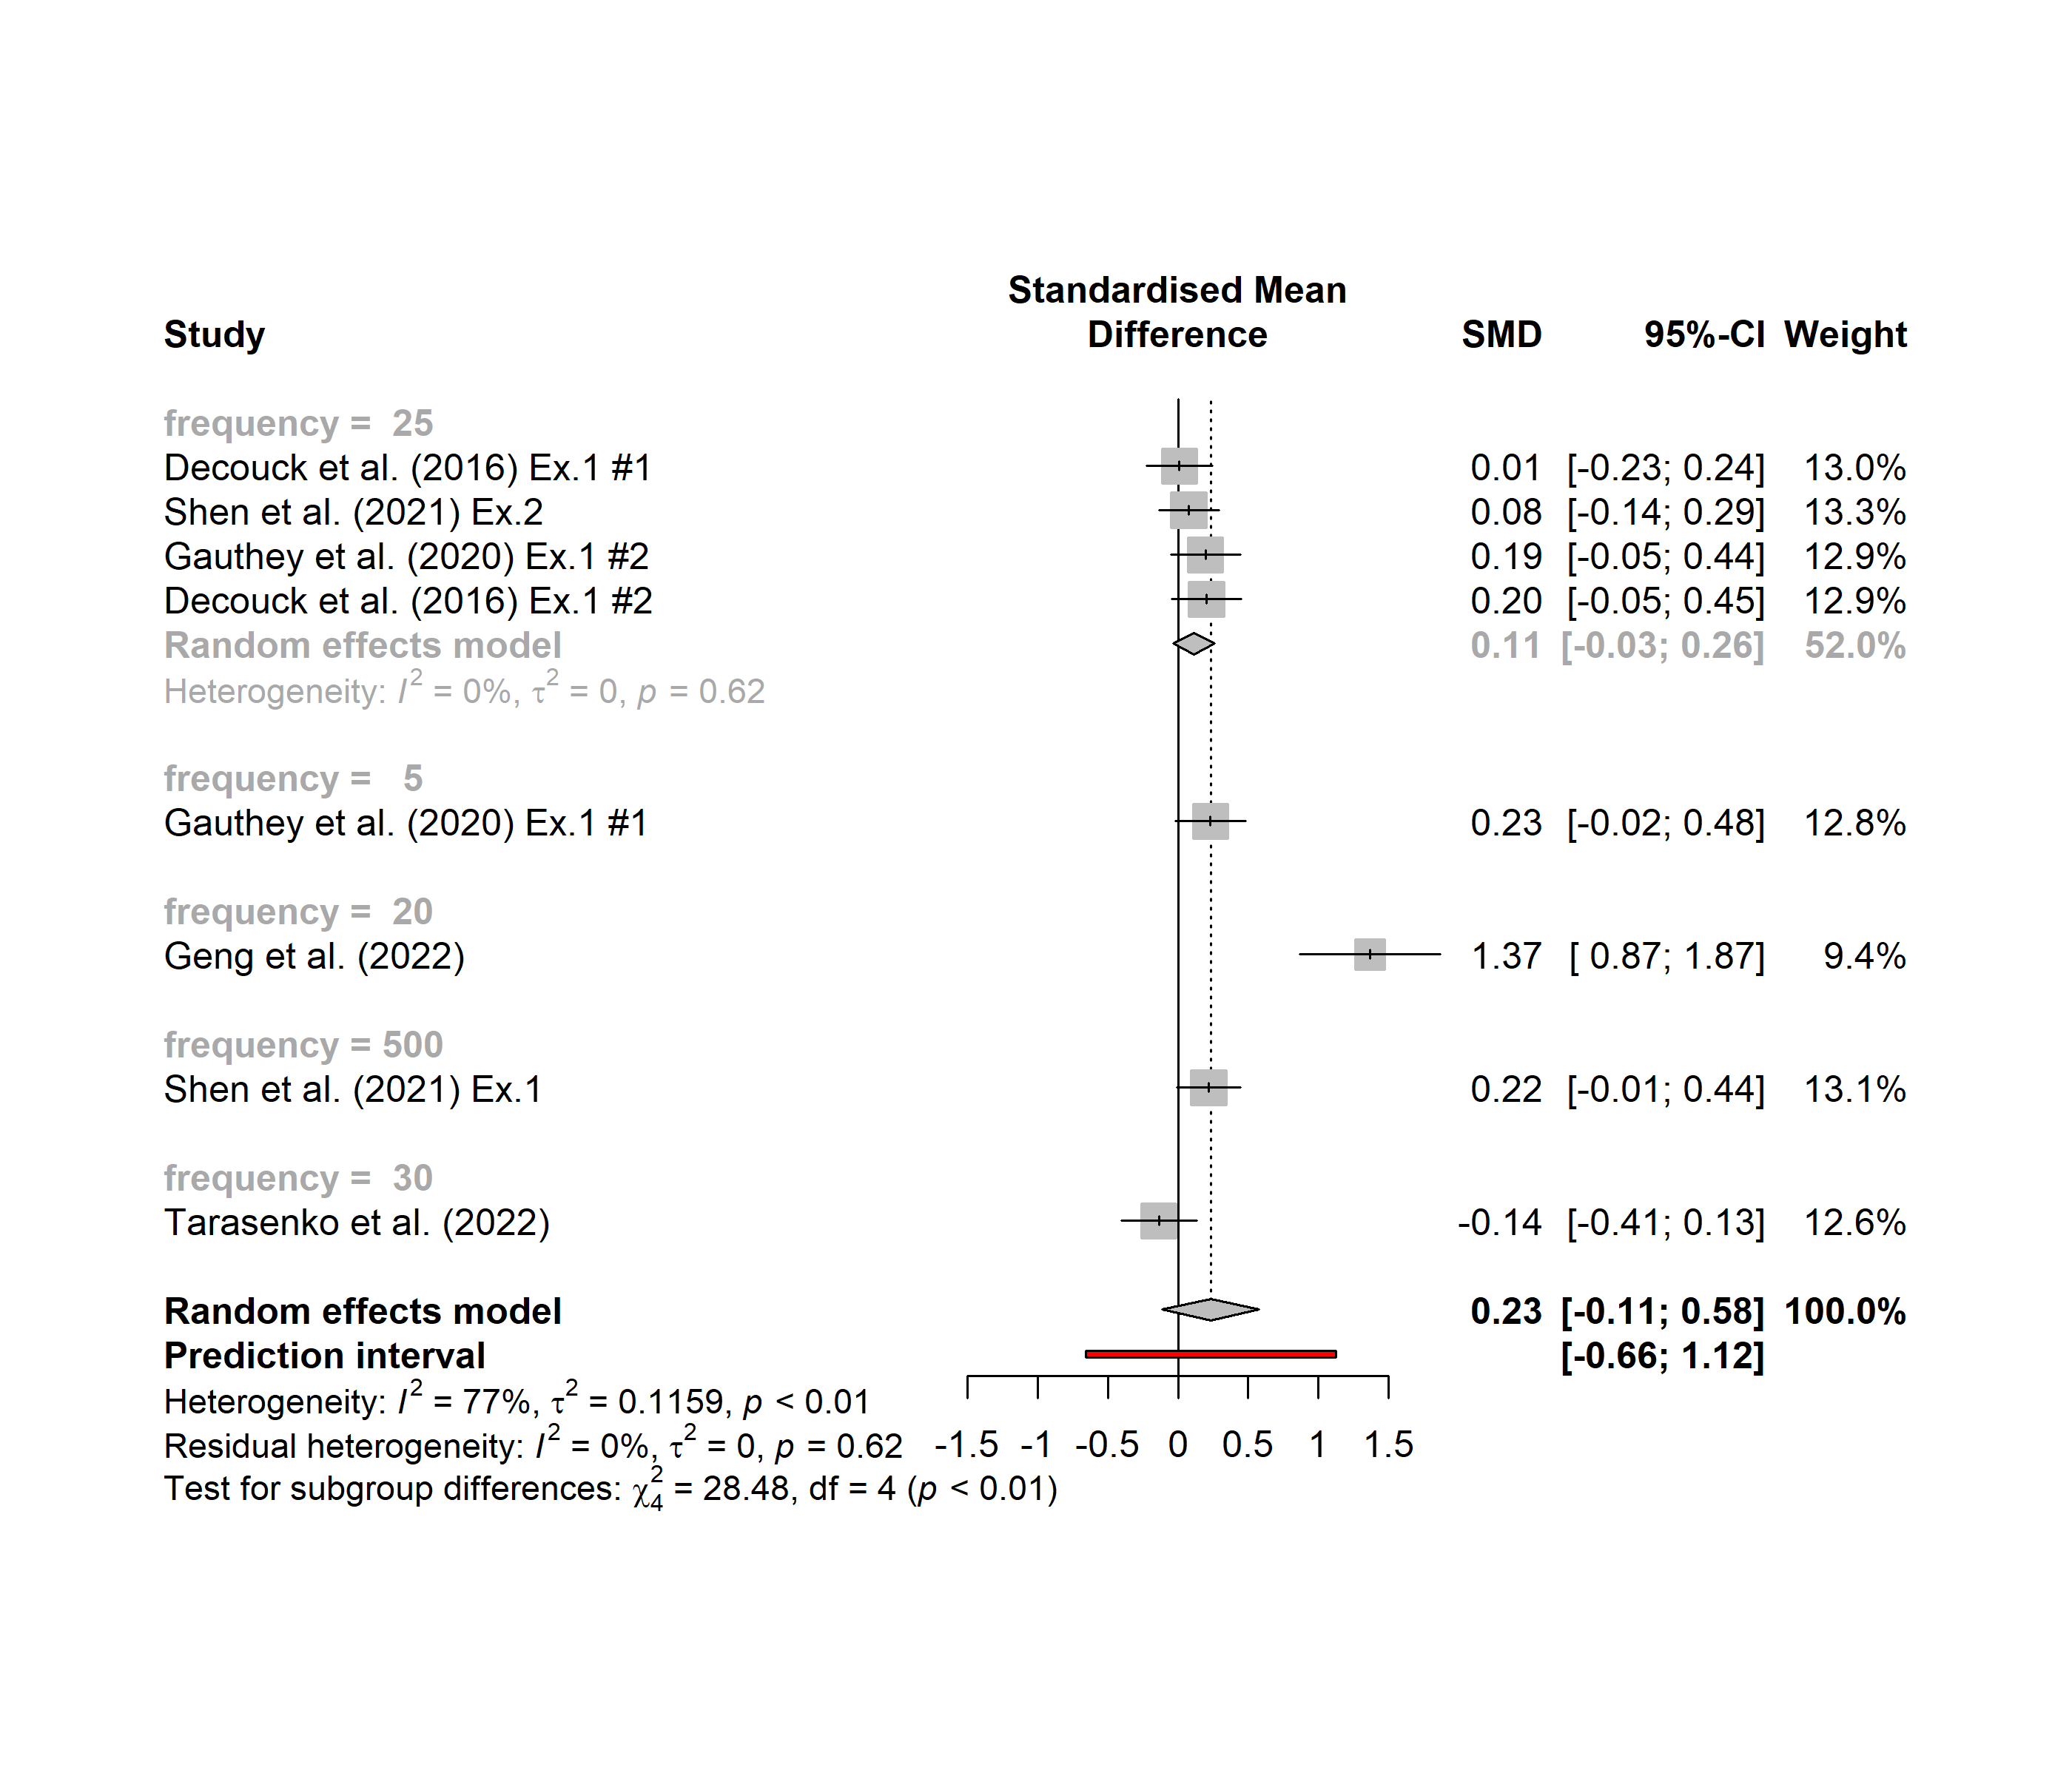 Standardised Mean
Study Difference SMD 95%-CI Weight
frequency = 25
Decouck et al. (2016) Ex.1 #1 0.01 [-0.23; 0.24] 13.0%
Shen et al. (2021) Ex.2 0.08 [-0.14; 0.29] 13.3%
Gauthey et al. (2020) Ex.1 #2 0.19 [-0.05; 0.44] 12.9%
Decouck et al. (2016) Ex.1 #2 0.20 [-0.05; 0.45] 12.9%
Random effects model 0.11 [-0.03; 0.26] 52.0%
Heterogeneity: I² = 0%, τ² = 0, p = 0.62
frequency = 5
Gauthey et al. (2020) Ex.1 #1 0.23 [-0.02; 0.48] 12.8%
frequency = 20
Geng et al. (2022) 1.37 [ 0.87; 1.87] 9.4%
frequency = 500
Shen et al. (2021) Ex.1 0.22 [-0.01; 0.44] 13.1%
frequency = 30
Tarasenko et al. (2022) -0.14 [-0.41; 0.13] 12.6%
Random effects model 0.23 [-0.11; 0.58] 100.0%
Prediction interval [-0.66; 1.12]
Heterogeneity: I² = 77%, τ² = 0.1159, p < 0.01
Residual heterogeneity: I² = 0%, τ² = 0, p = 0.62 -1.5 -1 -0.5 0 0.5 1 1.5
Test for subgroup differences: χ²₄ = 28.48, df = 4 (p < 0.01)